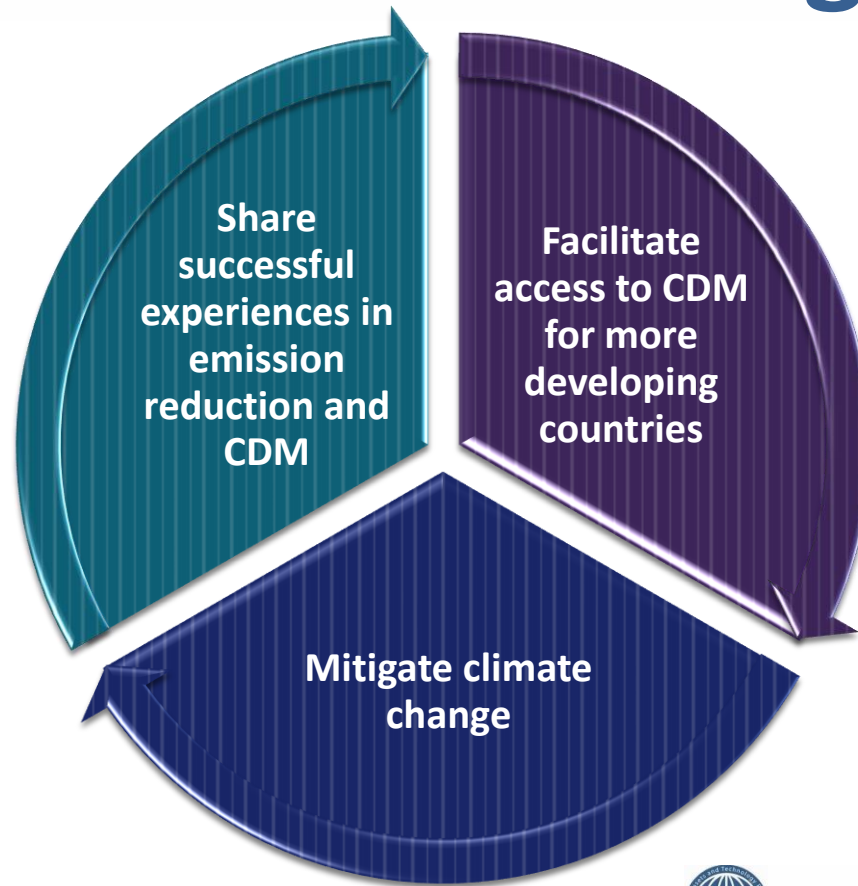 Share
successful
experiences in
emission
reduction and
CDM
Facilitate
access to CDM
for more
developing
countries
Mitigate climate
change